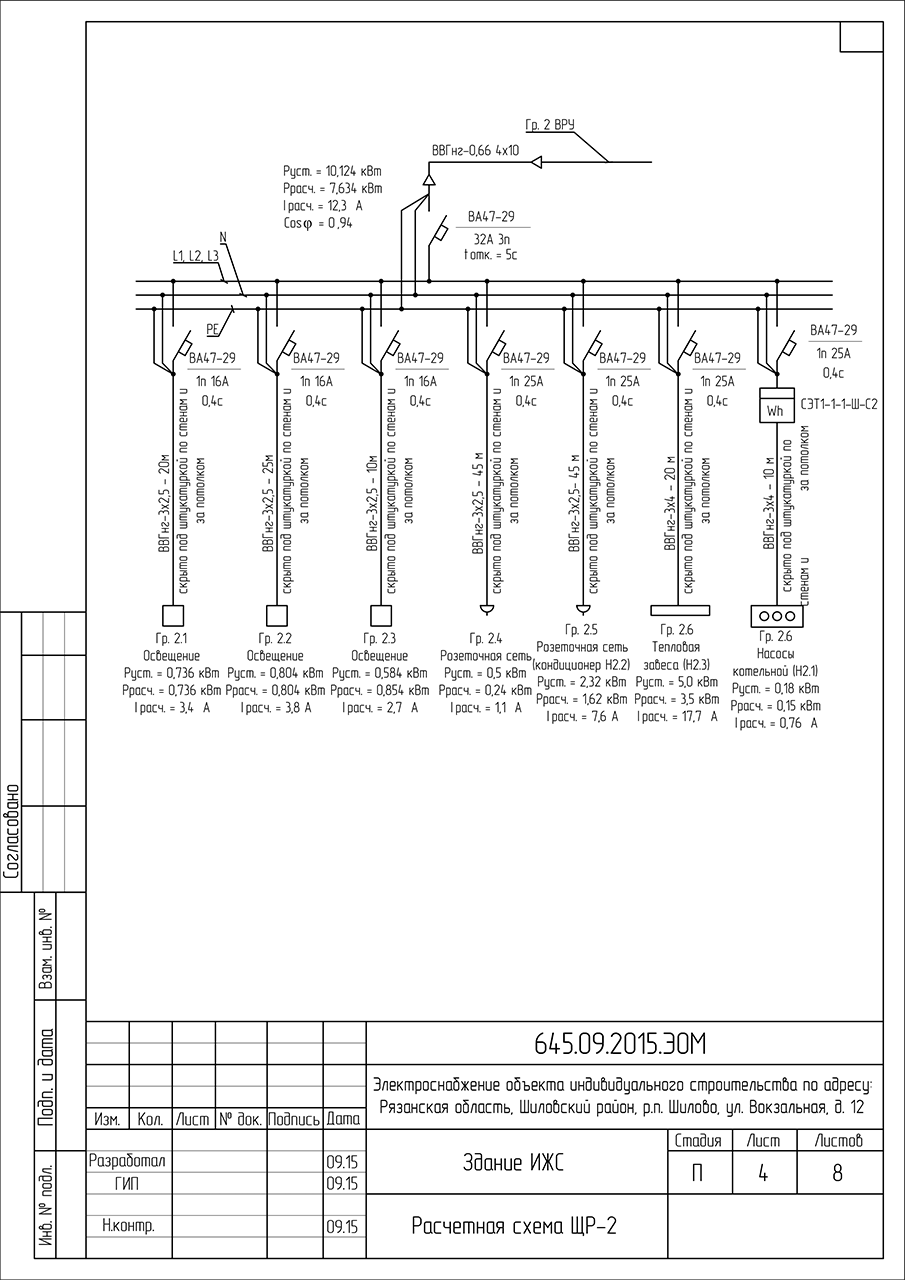 Гр. 2 ВРУ
ВВГнг-0,66 4х10
Руст. = 10,124 кВт
Ррасч. = 7,634 кВт
I расч. = 12,3 А
Cosφ = 0,94
ВА47-29
32А 3п
t отк. = 5с
N
L1, L2, L3
PE
ВА47-29
1п 16А
0,4с
ВА47-29
1п 16А
0,4с
ВА47-29
1п 16А
0,4с
ВА47-29
1п 25А
0,4с
ВА47-29
1п 25А
0,4с
ВА47-29
1п 25А
0,4с
ВА47-29
1п 25А
0,4с
Wh
СЭТ1-1-1-Ш-С2
ВВГнг-3х2,5 - 20м
скрыто под штукатуркой по стенам и
за потолком
ВВГнг-3х2,5 - 25м
скрыто под штукатуркой по стенам и
за потолком
ВВГнг-3х2,5 - 10м
скрыто под штукатуркой по стенам и
за потолком
ВВГнг-3х2,5 - 45 м
скрыто под штукатуркой по стенам и
за потолком
ВВГнг-3х2,5- 45 м
скрыто под штукатуркой по стенам и
за потолком
ВВГнг-3х4 - 20 м
скрыто под штукатуркой по стенам и
за потолком
ВВГнг-3х4 - 10 м
скрыто под штукатуркой по
стенам и за потолком
Гр. 2.1
Освещение
Руст. = 0,736 кВт
Ррасч. = 0,736 кВт
I расч. = 3,4 А
Гр. 2.2
Освещение
Руст. = 0,804 кВт
Ррасч. = 0,804 кВт
I расч. = 3,8 А
Гр. 2.3
Освещение
Руст. = 0,584 кВт
Ррасч. = 0,854 кВт
I расч. = 2,7 А
Гр. 2.4
Розеточная сеть
Руст. = 0,5 кВт
Ррасч. = 0,24 кВт
I расч. = 1,1 А
Гр. 2.5
Розеточная сеть
(кондиционер Н2.2)
Руст. = 2,32 кВт
Ррасч. = 1,62 кВт
I расч. = 7,6 А
Гр. 2.6
Тепловая
завеса (Н2.3)
Руст. = 5,0 кВт
Ррасч. = 3,5 кВт
I расч. = 17,7 А
Гр. 2.6
Насосы
котельной (Н2.1)
Руст. = 0,18 кВт
Ррасч. = 0,15 кВт
I расч. = 0,76 А
Согласовано
Взам. инв. №
Подп. и дата
Инв. № подл.
645.09.2015.ЭОМ
Электроснабжение объекта индивидуального строительства по адресу:
Рязанская область, Шиловский район, р.п. Шилово, ул. Вокзальная, д. 12
Изм. Кол. Лист № док. Подпись Дата
Разработал 09.15
ГИП 09.15
Н.контр. 09.15
Здание ИЖС
Стадия Лист Листов
П 4 8
Расчетная схема ЩР-2